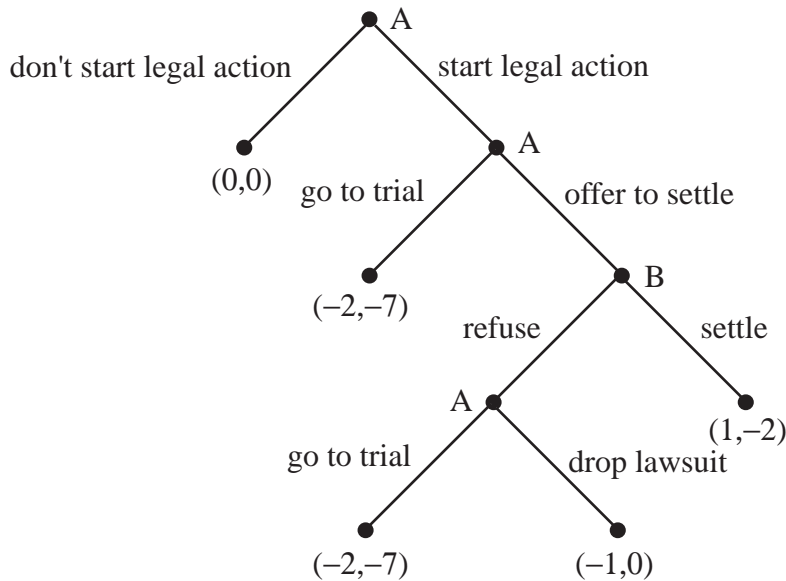 A
don't start legal action
start legal action
A
(0,0)
go to trial
offer to settle
B
(−2,−7)
refuse
settle
A
(1,−2)
go to trial
drop lawsuit
(−2,−7)
(−1,0)